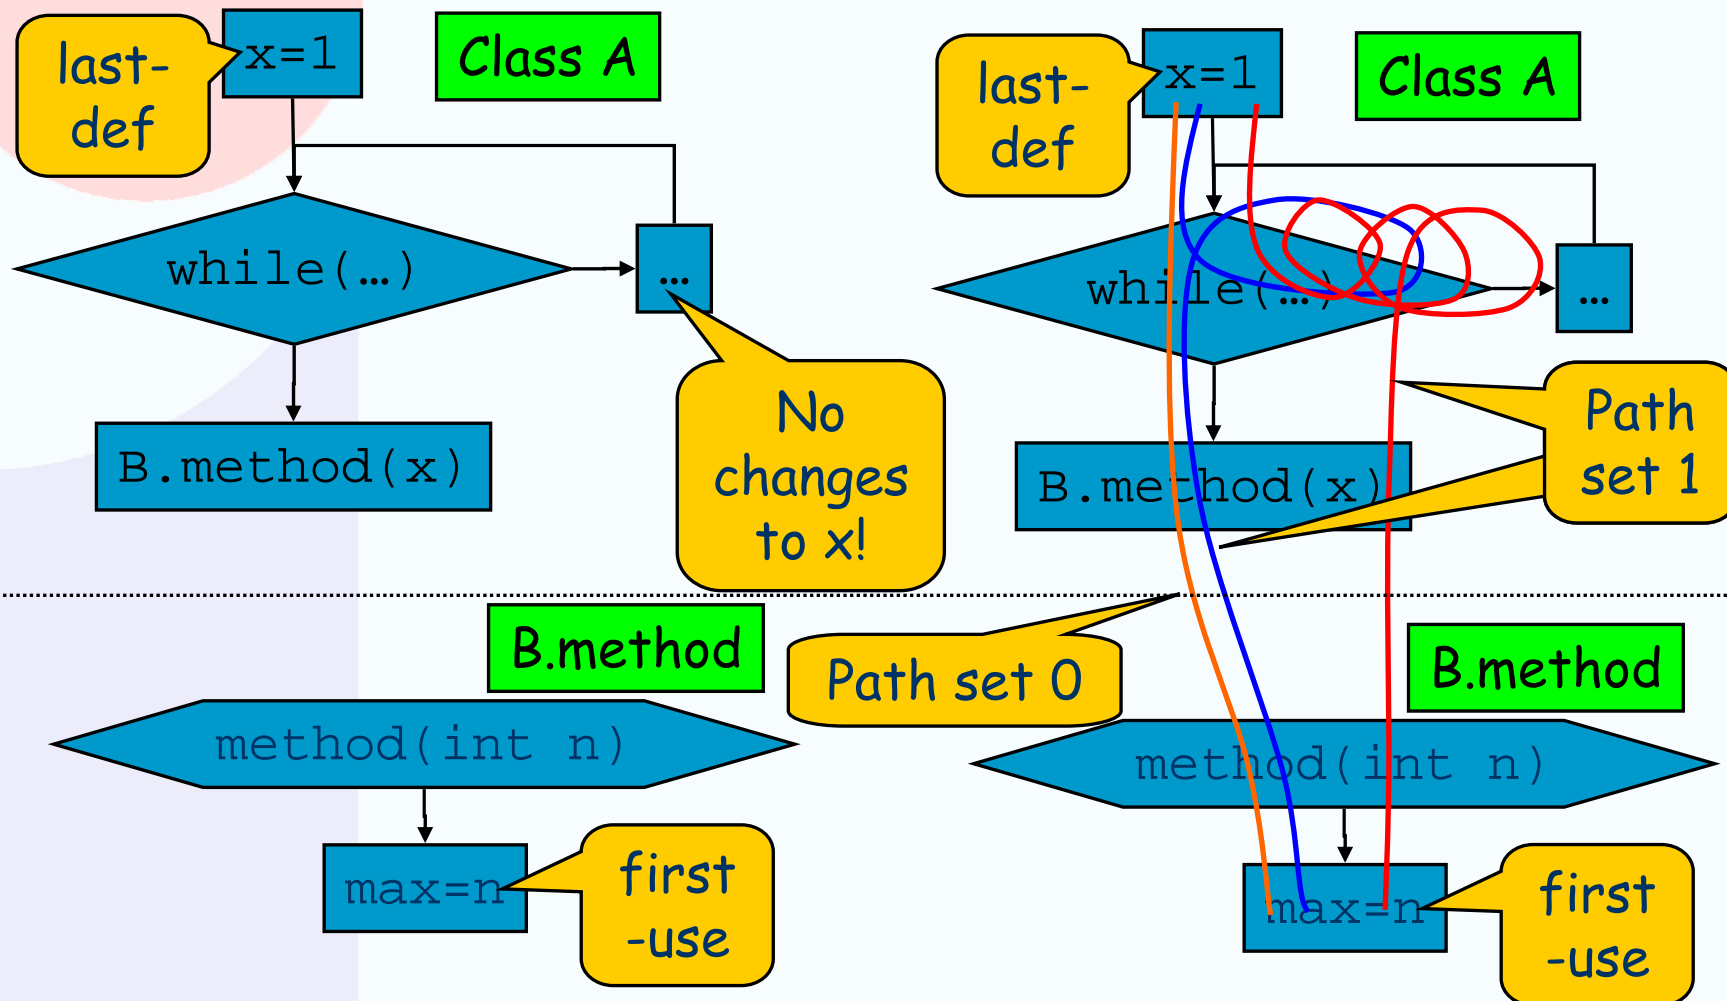 last-
def
x=1
Class A
while(…)
...
B.method(x)
No
changes
to x!
B.method
method(int n)
max=n
first
-use
last-
def
x=1
Class A
while(…)
...
B.method(x)
Path
set 1
Path set 0
B.method
method(int n)
max=n
first
-use